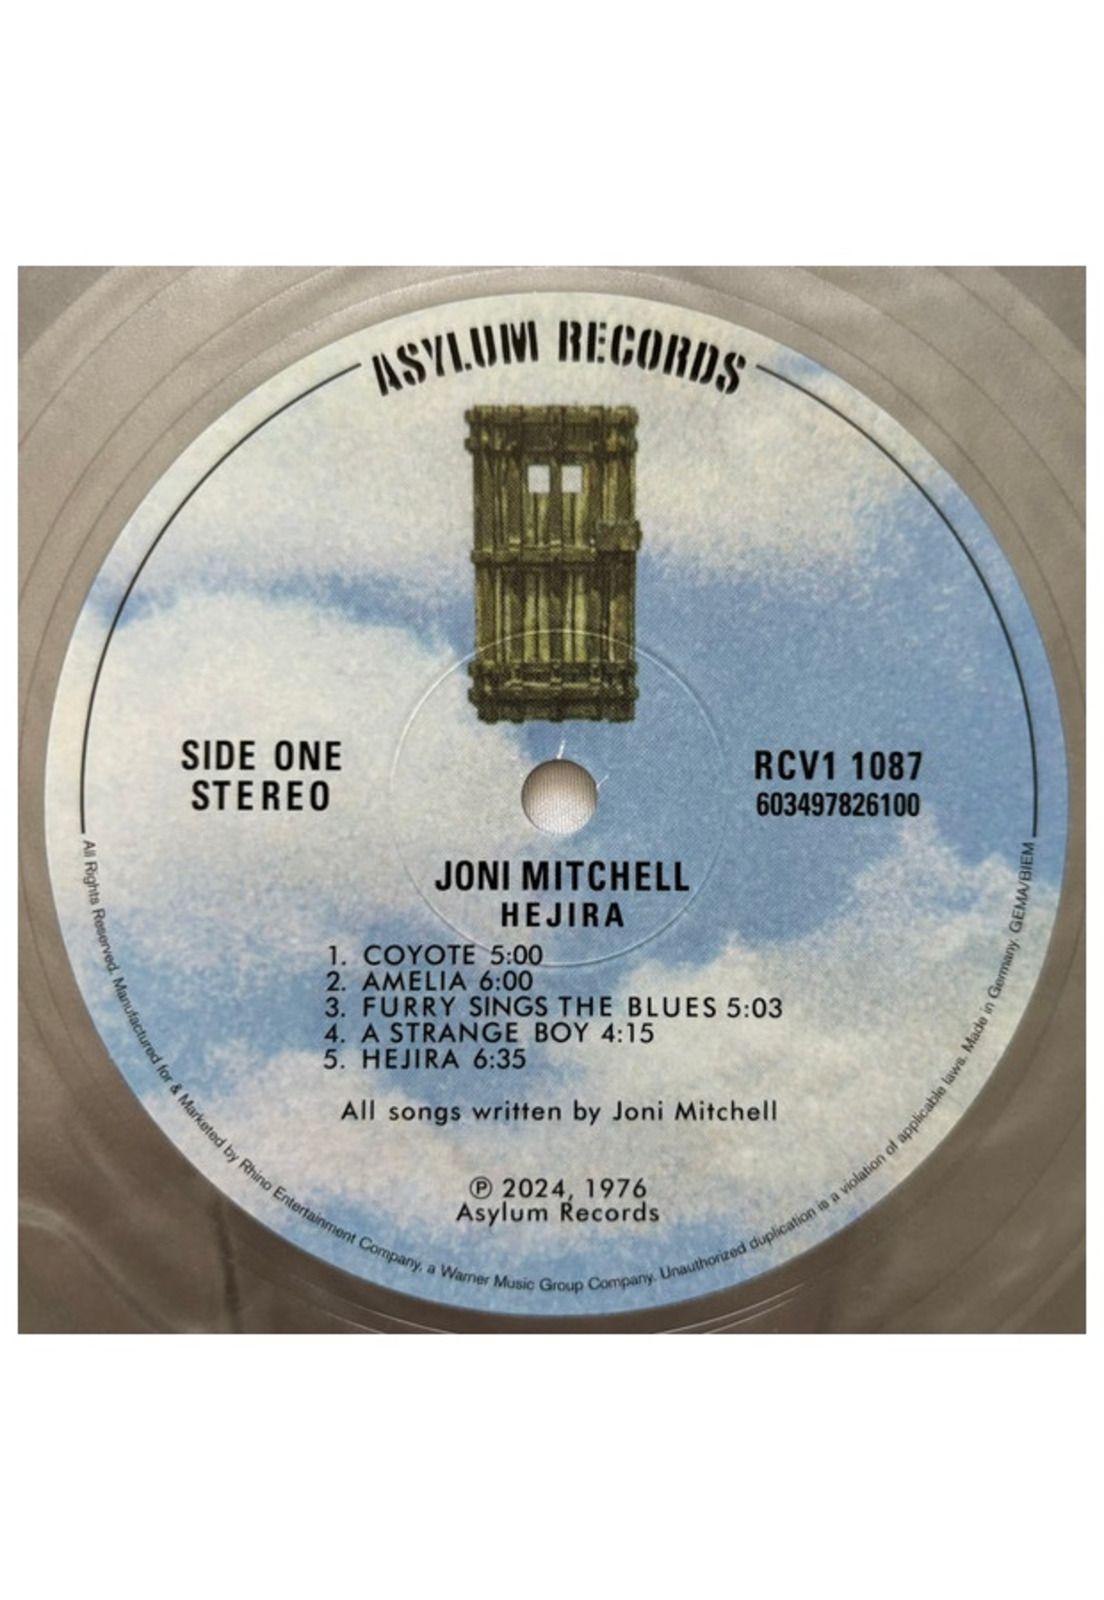 ASYLUM RECORDS
SIDE ONE
STEREO
RCV1 1087
603497826100
JONI MITCHELL
HEJIRA
1. COYOTE 5:00
2. AMELIA 6:00
3. FURRY SINGS THE BLUES 5:03
4. A STRANGE BOY 4:15
5. HEJIRA 6:35
All songs written by Joni Mitchell
℗ 2024, 1976
Asylum Records
All Rights Reserved. Manufactured for & Marketed by Rhino Entertainment Company, a Warner Music Group Company. Unauthorized duplication is a violation of applicable laws. Made in Germany. GEMA/BIEM